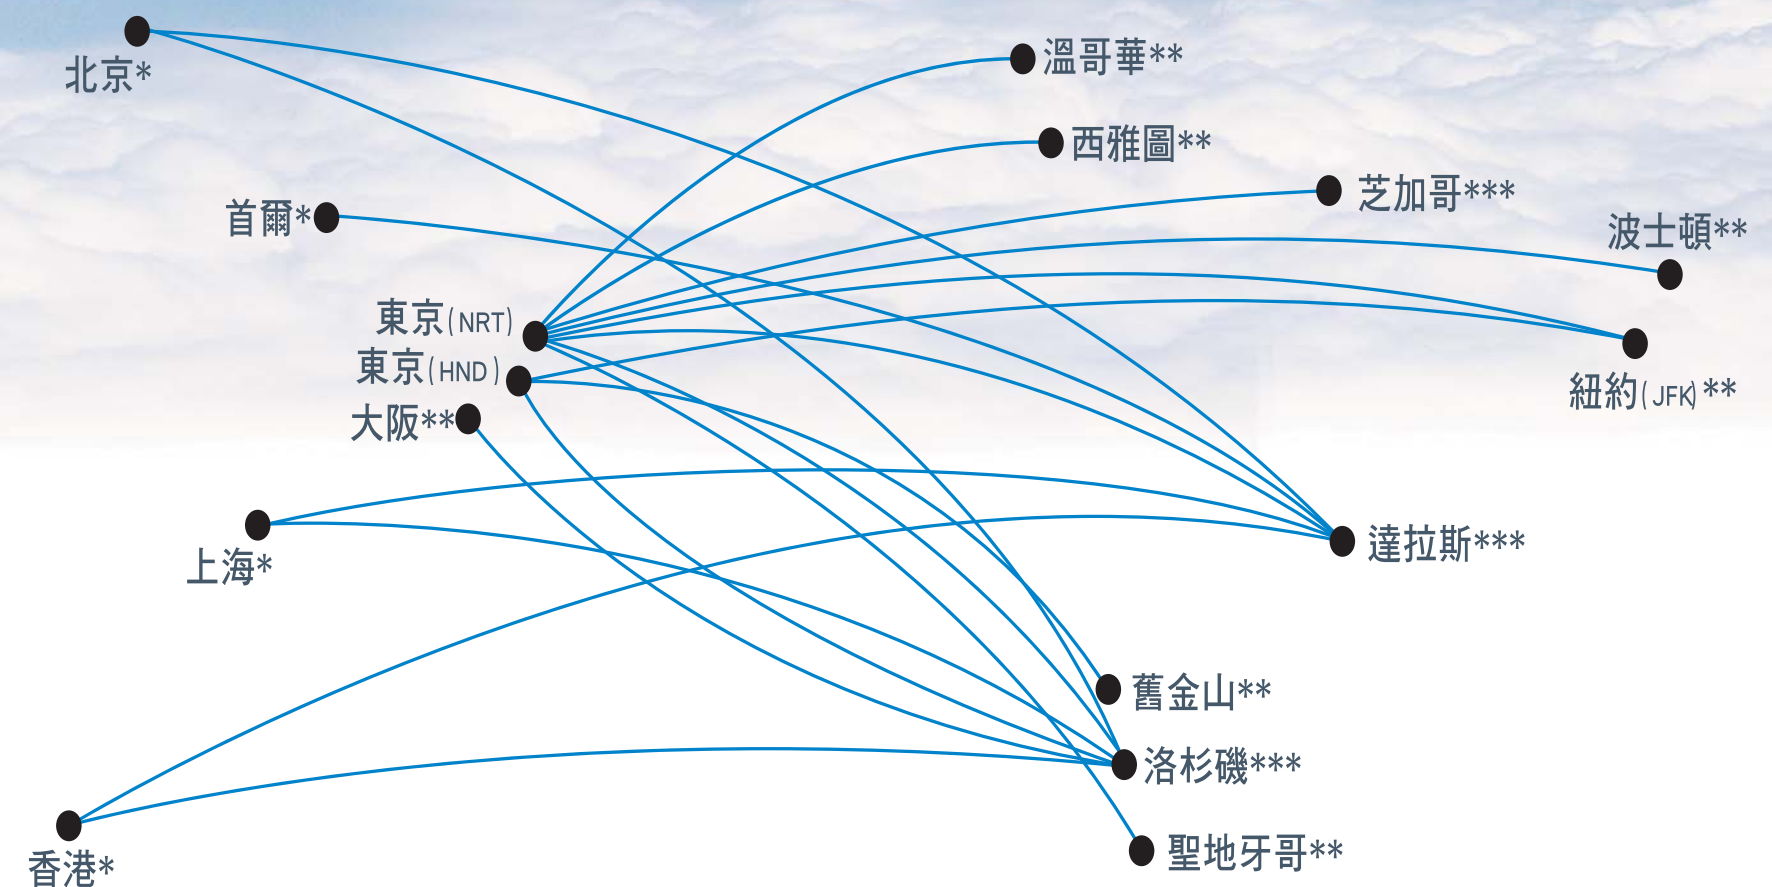 北京*
溫哥華**
西雅圖**
芝加哥***
首爾*
波士頓**
東京(NRT)
東京(HND)
紐約(JFK)**
大阪**
上海*
達拉斯***
舊金山**
洛杉磯***
聖地牙哥**
香港*